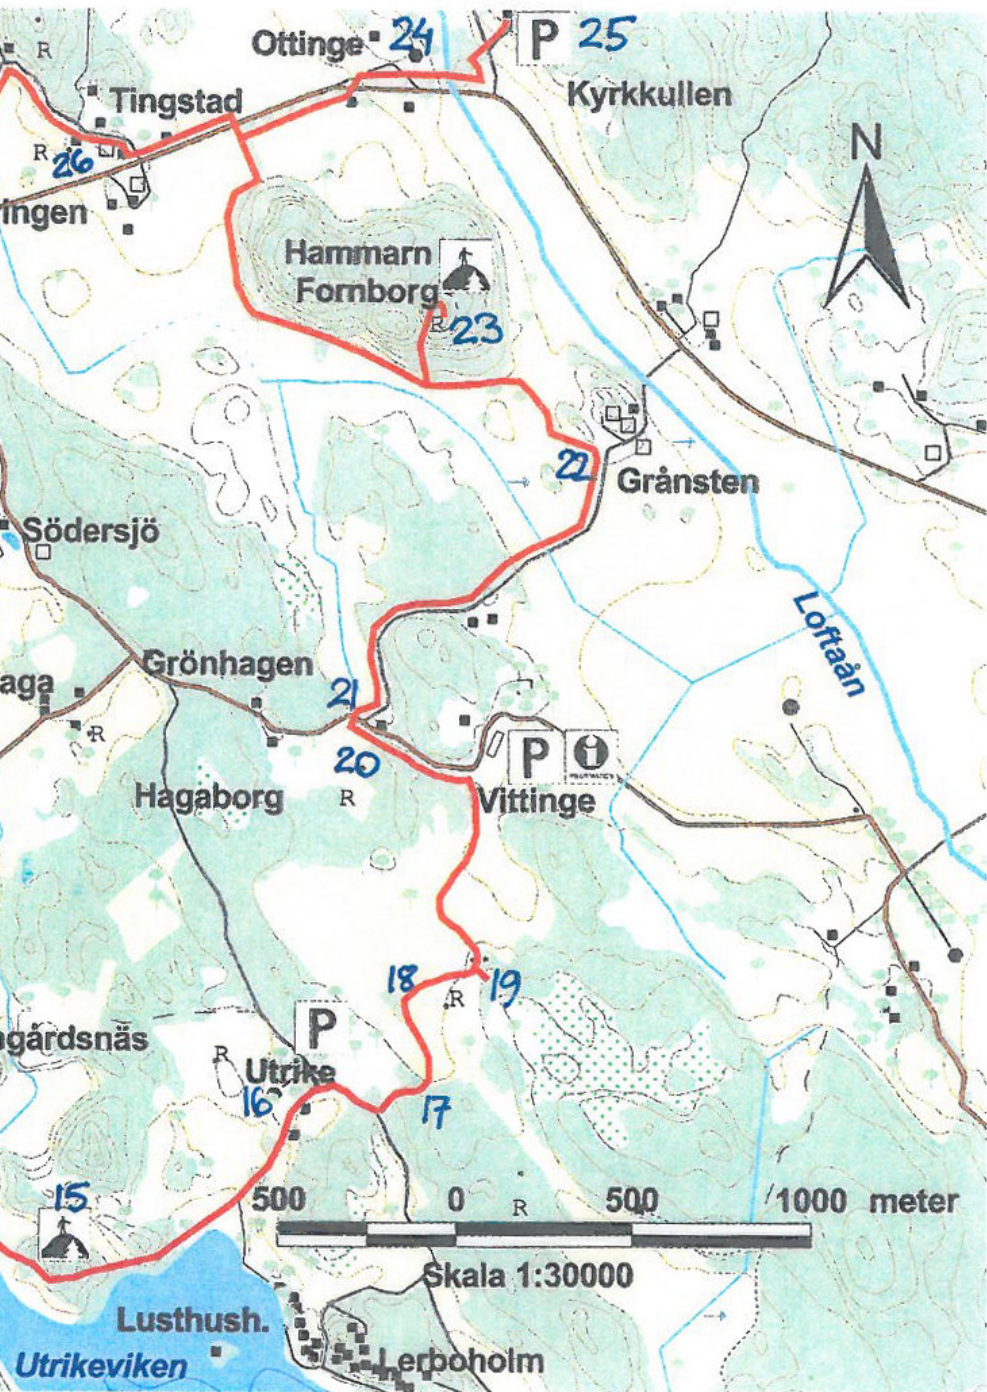 R
Ottinge
24
P
25
Tingstad
Kyrkkullen
R
26
N
ingen
Hammarn
Fornborg
R
23
22
Grånsten
Södersjö
Loftaån
Grönhagen
aga
21
R
20
P
i
Hagaborg
R
Vittinge
18
R
19
P
gårdsnäs
R
Utrike
16
17
15
500
0
R
500
1000 meter
Skala 1:30000
Lusthush.
Utrikeviken
Lerboholm